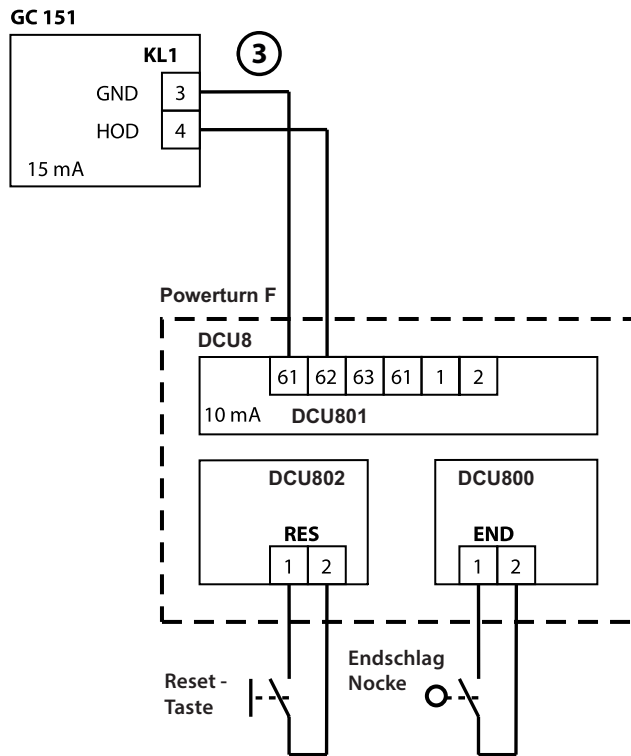 GC 151
KL1
3
GND 3
HOD 4
15 mA
Powerturn F
DCU8
61 62 63 61 1 2
10 mA DCU801
DCU802
DCU800
RES
END
1 2
1 2
Reset -
Taste
Endschlag
Nocke